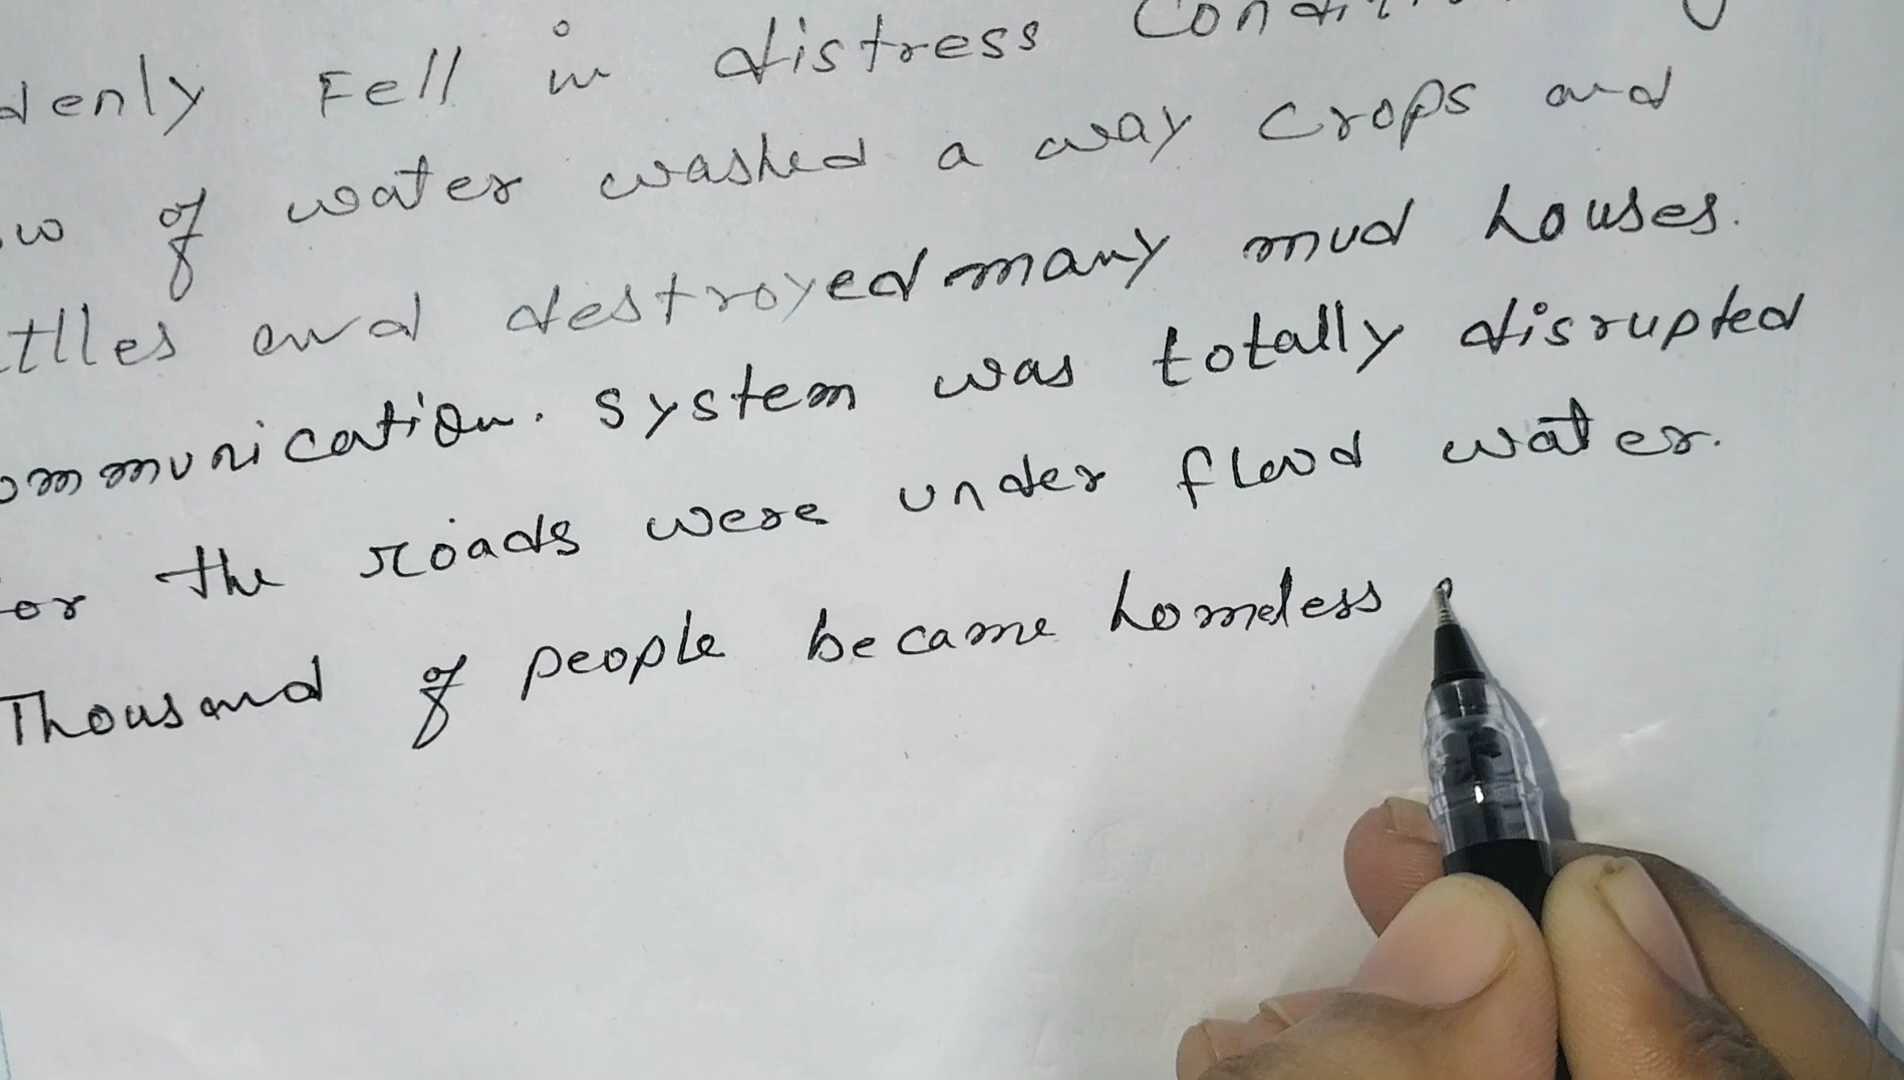 denly Fell in distress
w of water washed a way crops and
tlles and destroyed many mud houses.
ommunication. system was totally disrupted
or the roads were under flood water.
Thousand of people became homeless